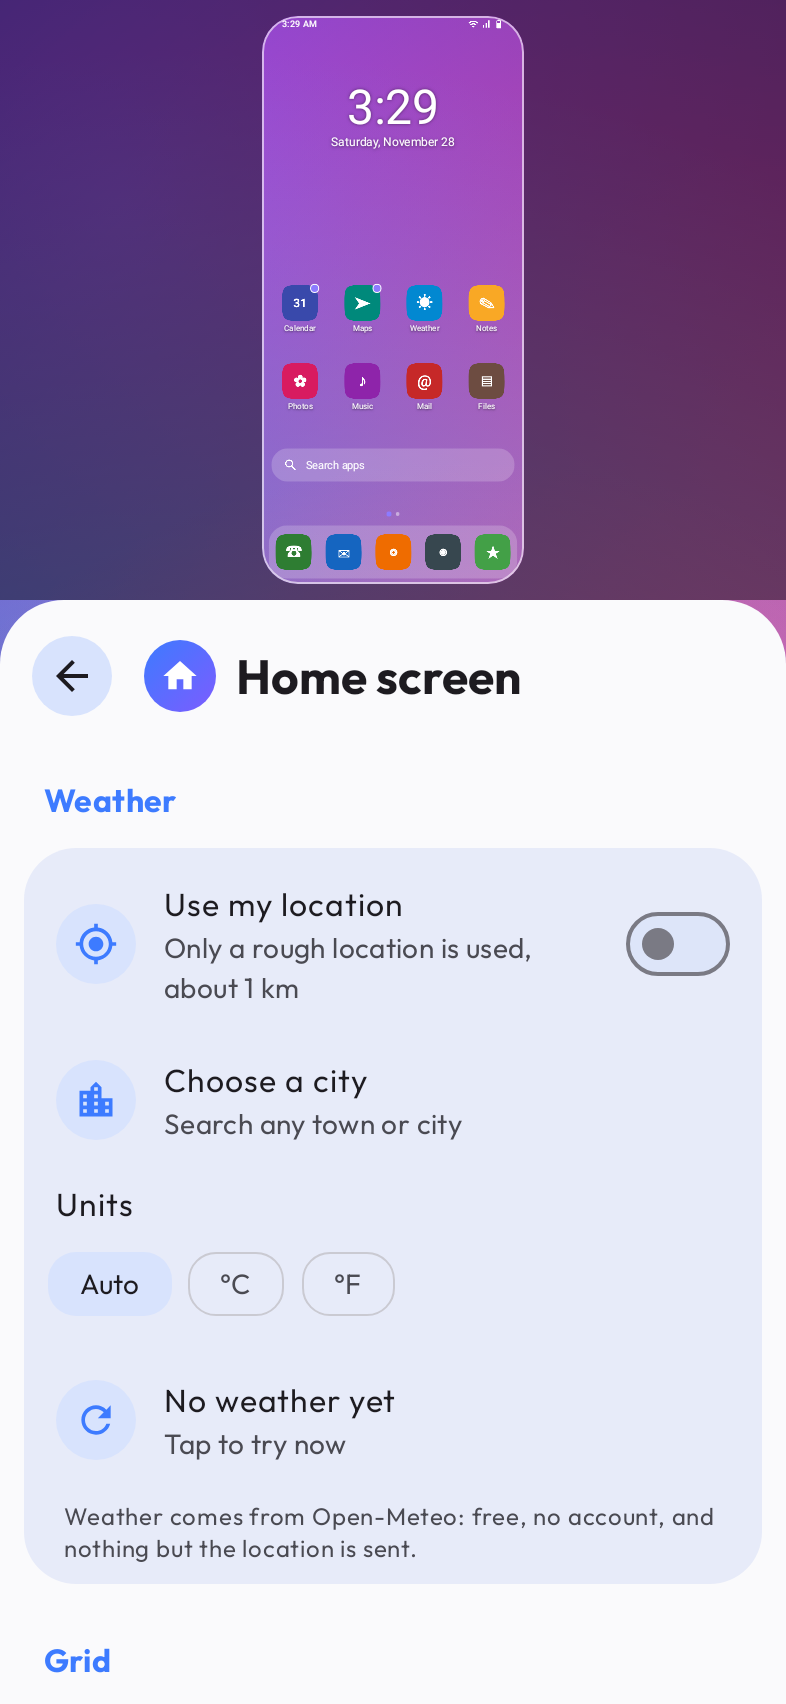 3:29 AM
3:29
Saturday, November 28
31
Calendar
Maps
Weather
Notes
Photos
Music
@
Mail
Files
Search apps
Home screen
Weather
Use my location
Only a rough location is used,
about 1 km
Choose a city
Search any town or city
Units
Auto
°C
°F
No weather yet
Tap to try now
Weather comes from Open-Meteo: free, no account, and
nothing but the location is sent.
Grid